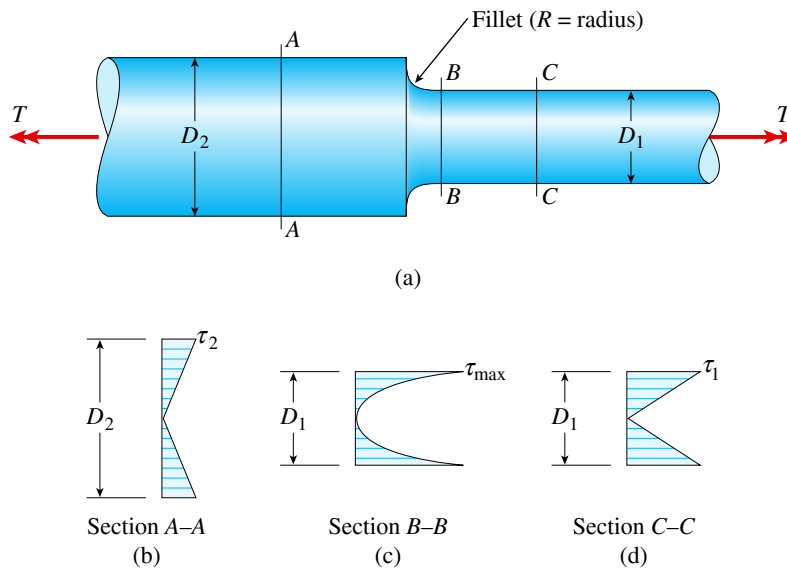 Fillet (R = radius)
A
B
C
T
T
D2
D1
A
B
C
(a)
τ2
τmax
τ1
D2
D1
D1
Section A–A
Section B–B
Section C–C
(b)
(c)
(d)